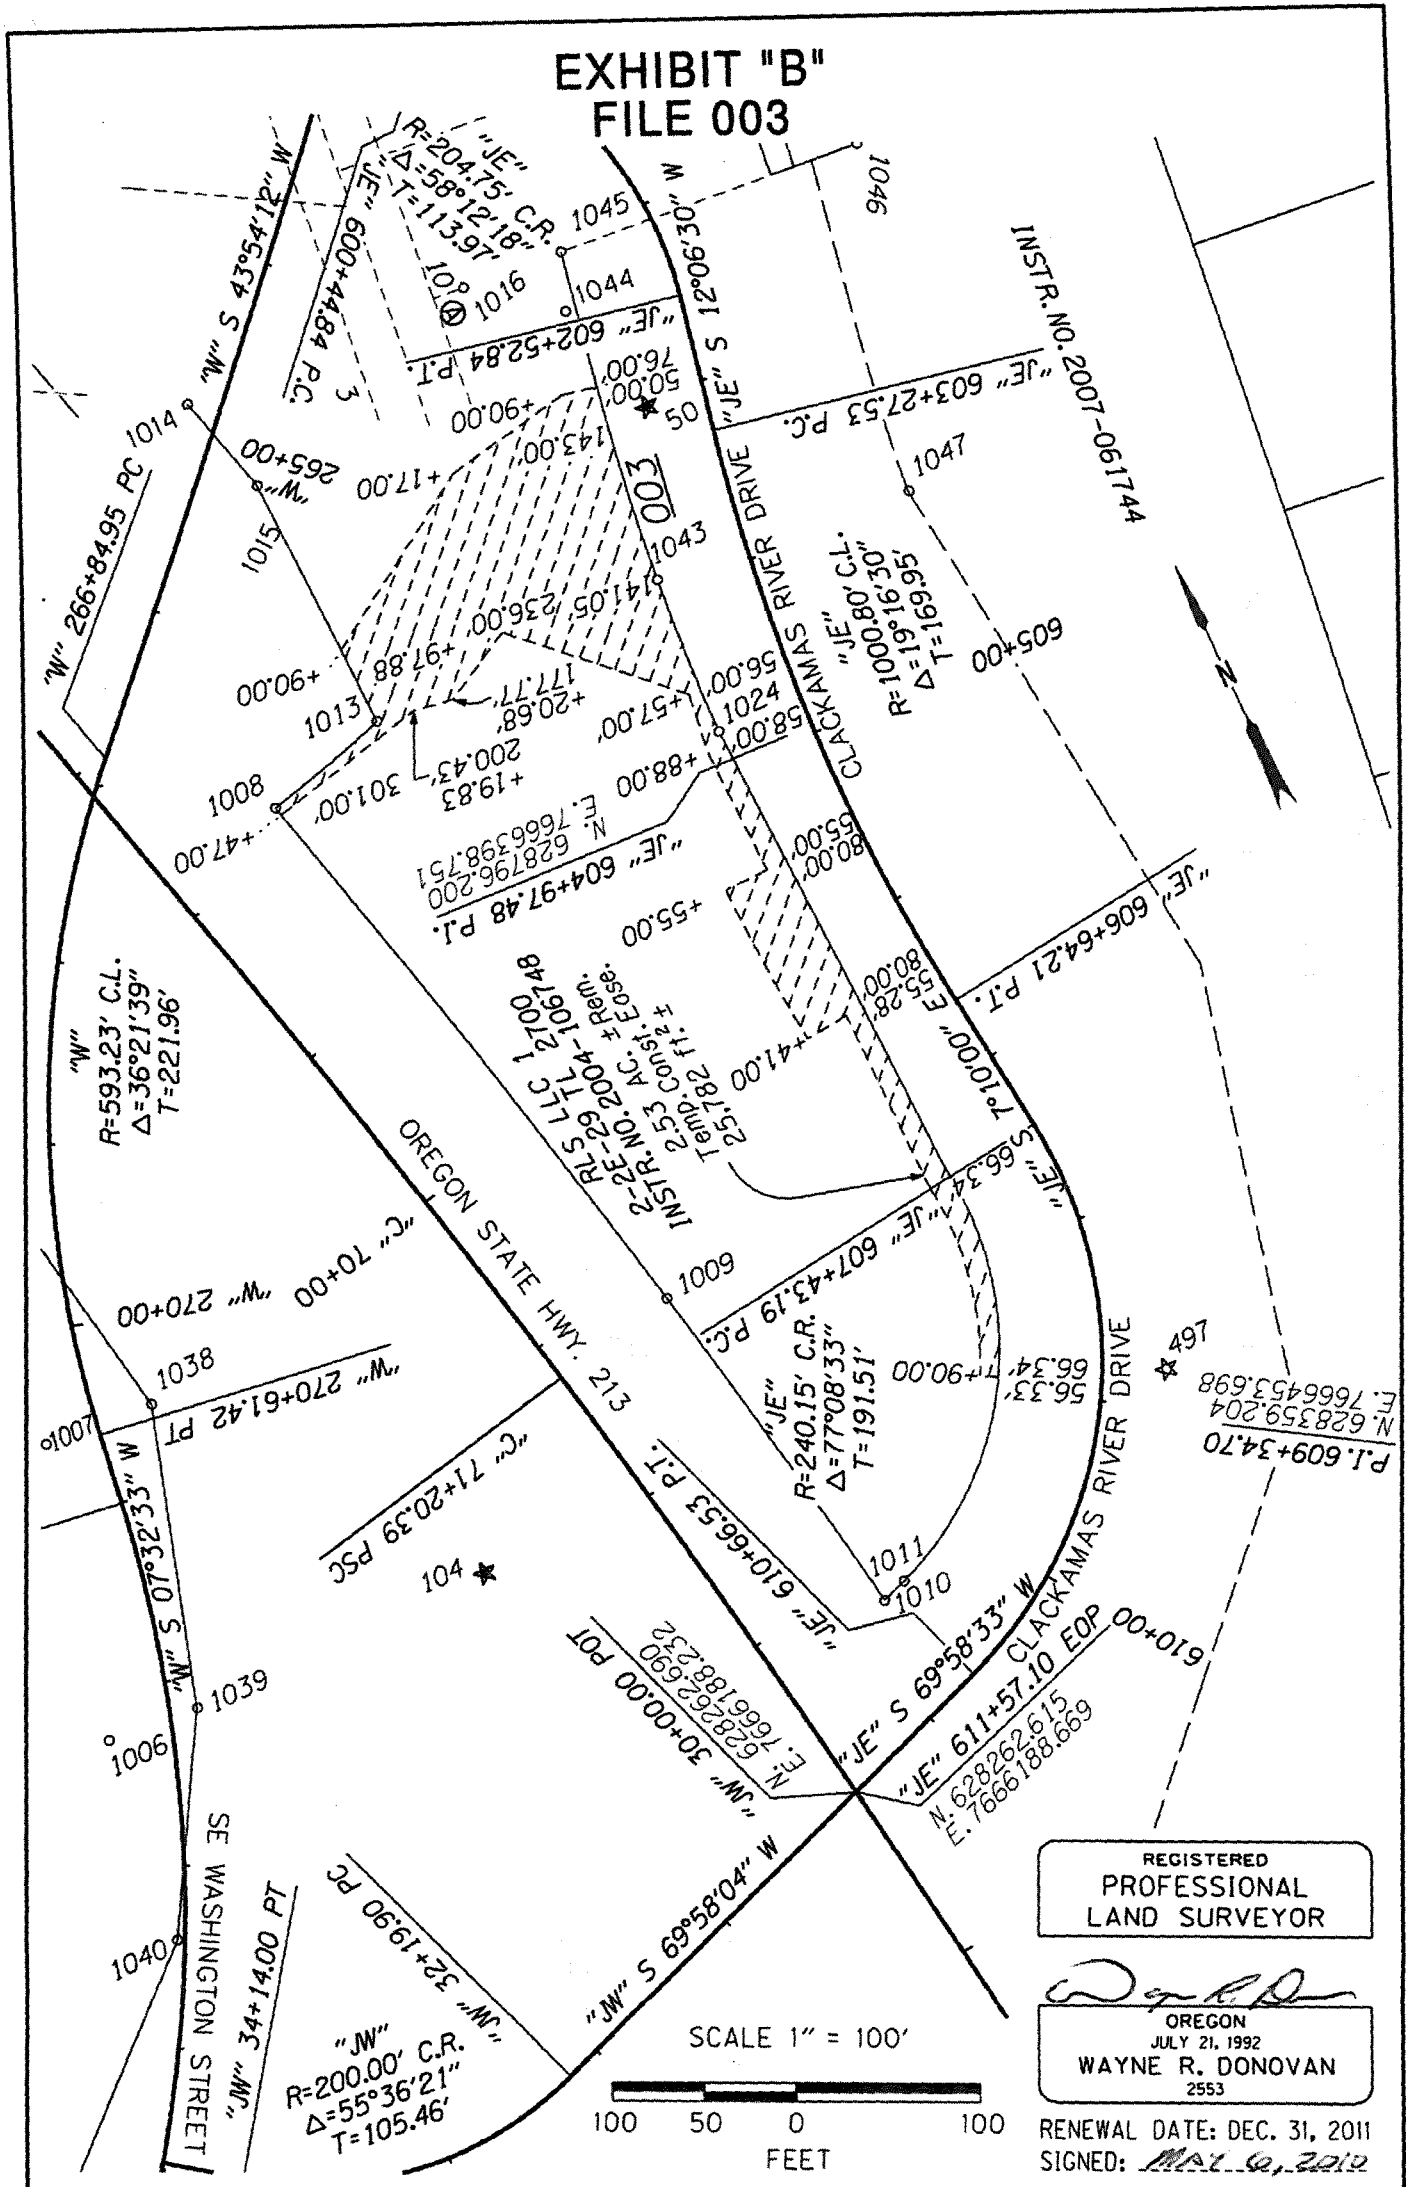 EXHIBIT "B"
FILE 003
"JE"
R=204.75' C.R.
Δ=58°12'18"
T=113.97'
"JE" 600+44.84 P.C.
"W" S 43°54'12" W
3
10
1016
1045
1044
1046
"JE" 602+52.84 P.T.
"JE" S 12°06'30" W
"JE" 603+27.53 P.C.
INSTR. NO. 2007-061744
1014
"W" 265+00
1015
"W" 266+84.95 PC
+90.00
+17.00
143.00'
76.00'
50.00'
50
003
1043
1047
CLACKAMAS RIVER DRIVE
"JE"
R=1000.80' C.L.
Δ=19°16'30"
T=169.95'
605+00
N
141.05'
236.00'
+97.88
+90.00
1013
8001
+47.00
301.00'
177.77'
+20.68'
200.43'
+19.83
+57.00'
56.00'
1024
58.00'
+88.00
N. 628796.200
E. 7666398.751
"JE" 604+97.48 P.I.
55.00'
80.00'
+55.00
"JE" 606+64.21 P.T.
RLS LLC 1
2-2E-29 TL 2700
INSTR. NO. 2004-106748
2.53 AC. ± Rem.
Temp. Const. Ease.
25,782 Ft.² ±
+41.00
80.00'
55.28'
"JE" S 7°10'00" E
"W"
R=593.23' C.L.
Δ=36°21'39"
T=221.96'
OREGON STATE HWY. 213
"C" 70+00
"W" 270+00
1038
"W" 270+61.42 PT
1007
6001
66.34'
"JE" 607+43.19 P.C.
"JE"
R=240.15' C.R.
Δ=77°08'33"
T=191.51'
+90.00
66.34'
56.33'
497
P.I. 609+34.70
N. 628359.204
E. 7666453.698
CLACKAMAS RIVER DRIVE
"W" S 07°32'33" W
"C" 71+20.39 PSC
104
"JE" 610+66.53 P.T.
1011
1010
"JE" S 69°58'33" W
610+00
"JE" 611+57.10 EOP
N. 628262.615
E. 7666188.669
"JW" 30+00.00 POT
N. 628262.690
E. 7666188.232
1039
1006
1040
SE WASHINGTON STREET
"JW" 34+14.00 PT
"JW" 32+19.90 PC
"JW" S 69°58'04" W
"JW"
R=200.00' C.R.
Δ=55°36'21"
T=105.46'
SCALE 1" = 100'
100 50 0 100
FEET
REGISTERED
PROFESSIONAL
LAND SURVEYOR
OREGON
JULY 21, 1992
WAYNE R. DONOVAN
2553
RENEWAL DATE: DEC. 31, 2011
SIGNED: MAY 6, 2010